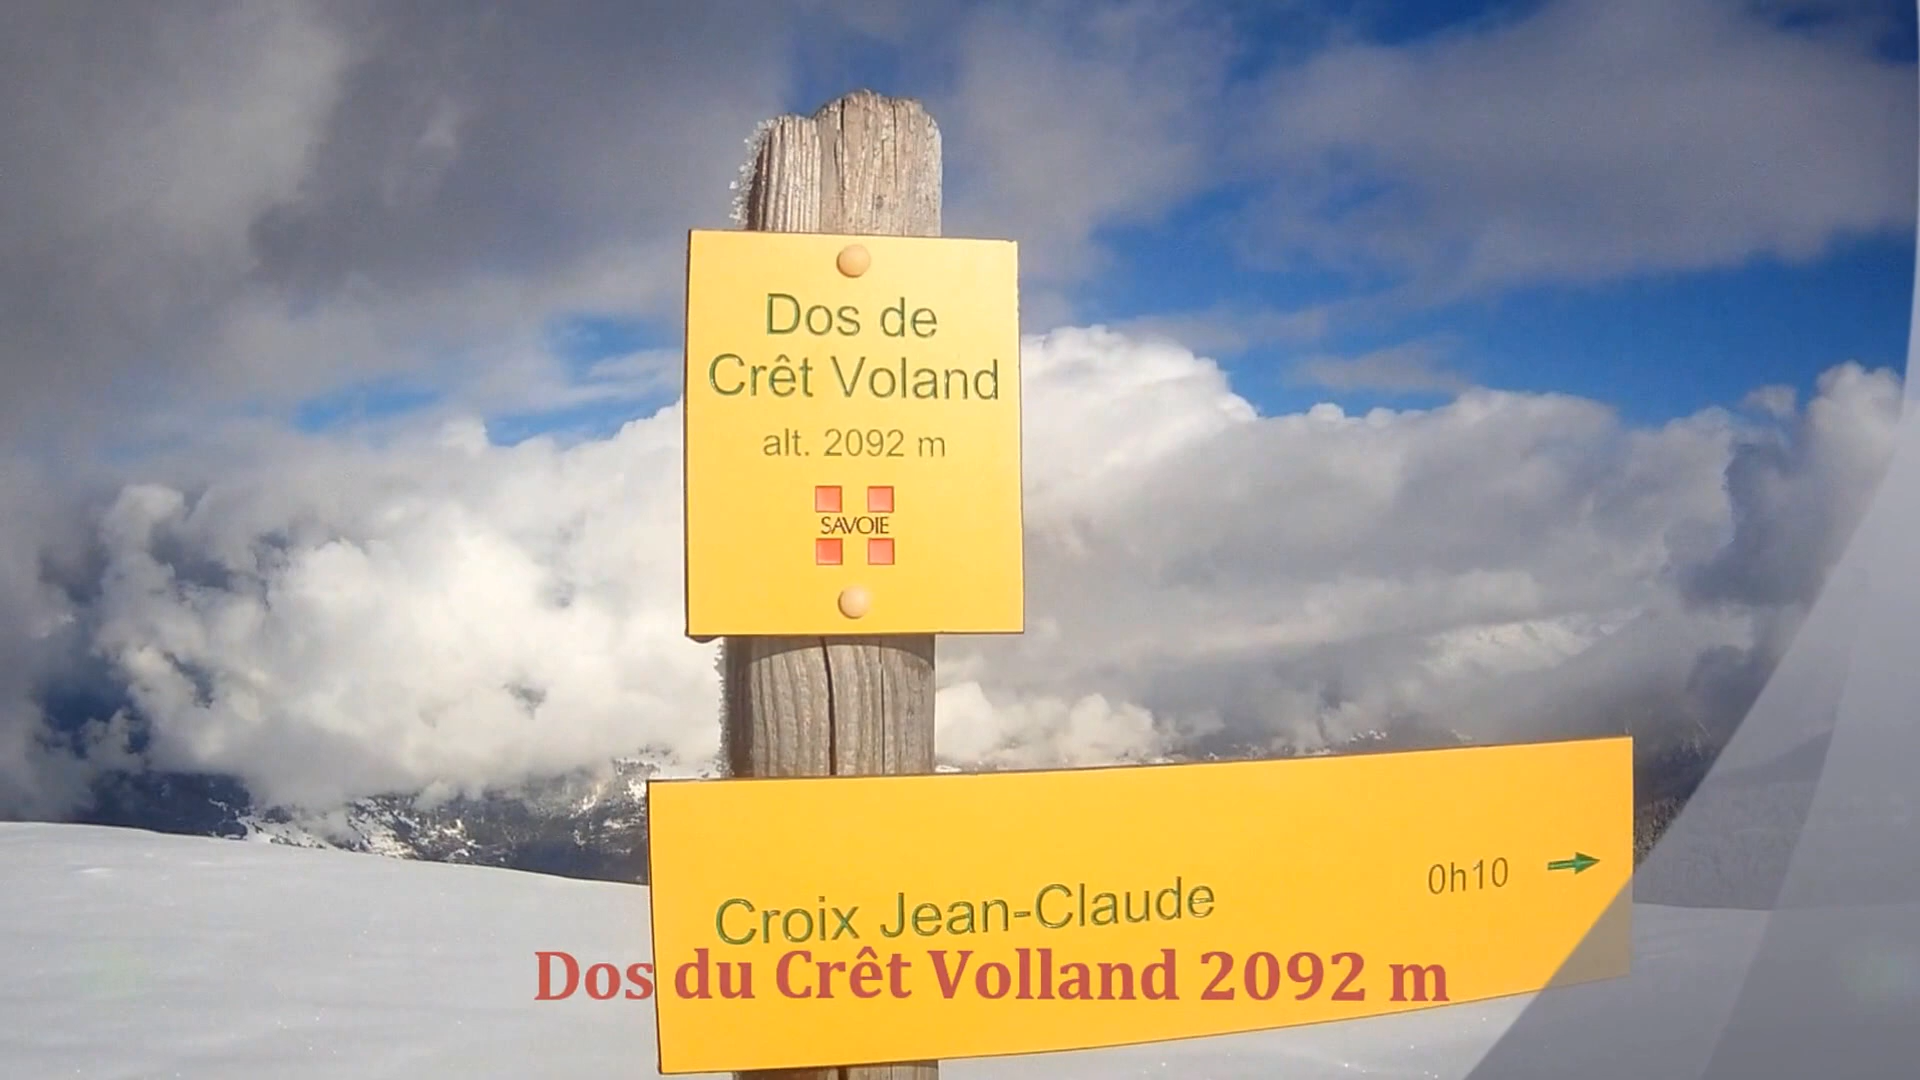 Dos de
Crêt Voland
alt. 2092 m
SAVOIE
0h10
Croix Jean-Claude
Dos du Crêt Volland 2092 m